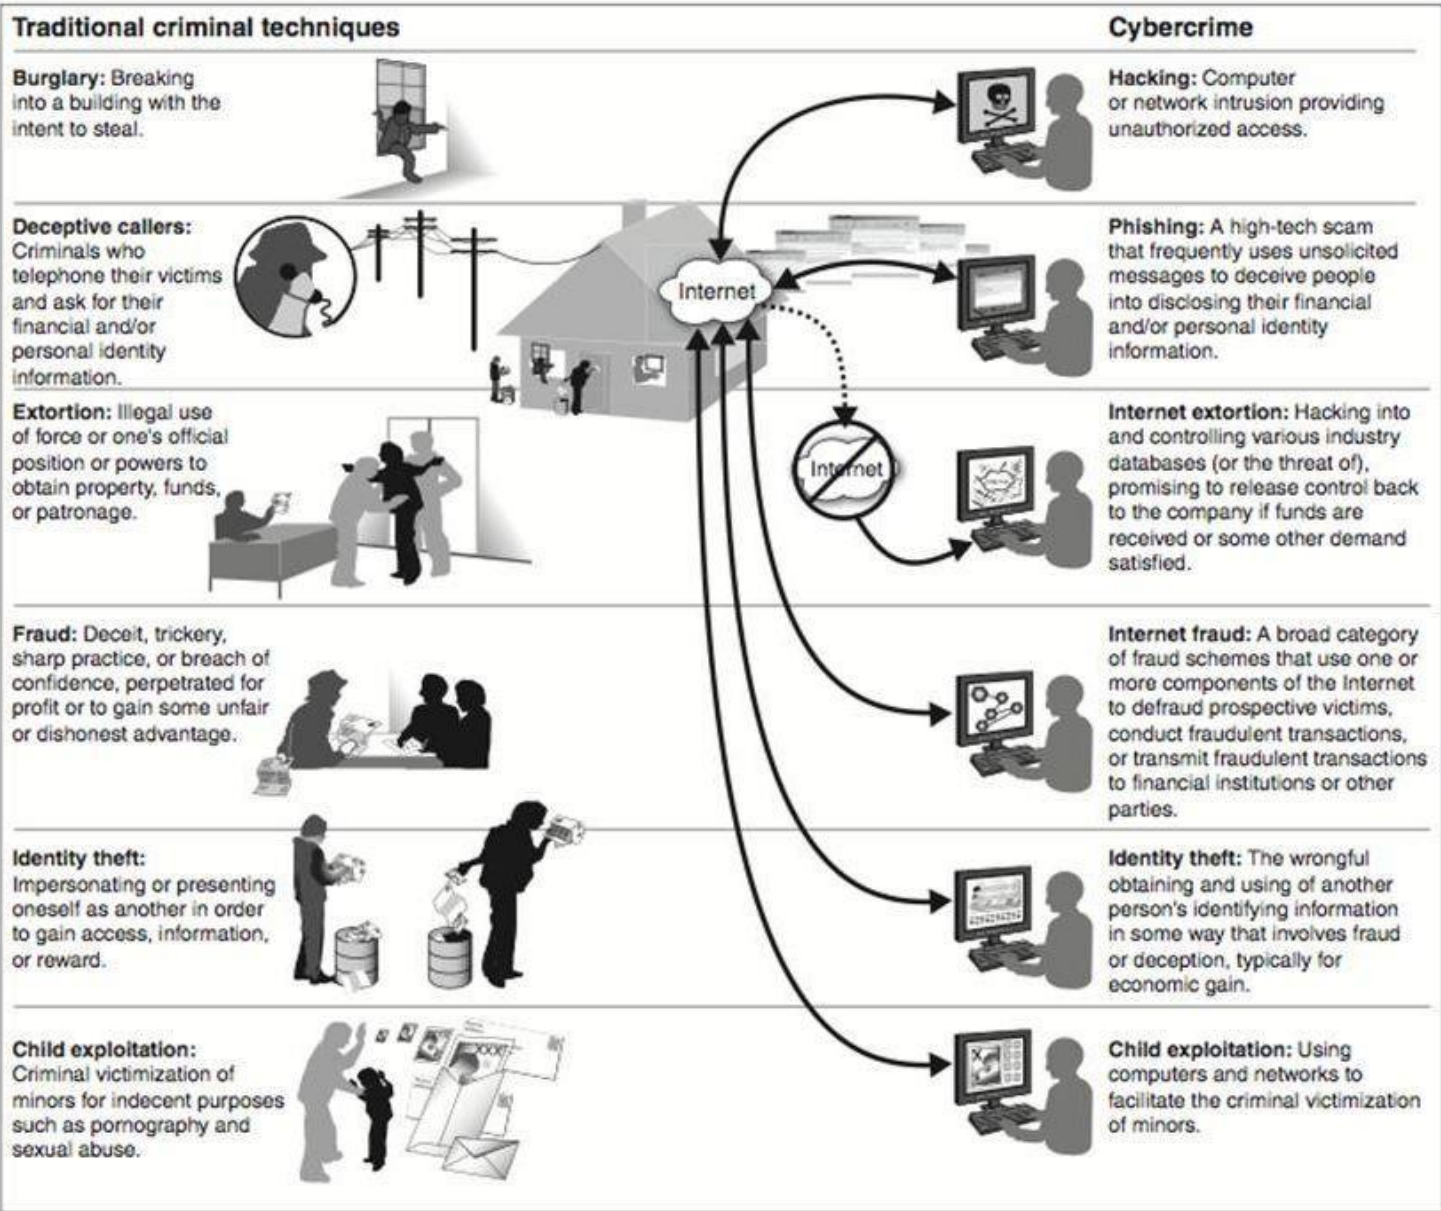 Traditional criminal techniques
Cybercrime
Burglary: Breaking
into a building with the
intent to steal.
Hacking: Computer
or network intrusion providing
unauthorized access.
Deceptive callers:
Criminals who
telephone their victims
and ask for their
financial and/or
personal identity
information.
Internet
Phishing: A high-tech scam
that frequently uses unsolicited
messages to deceive people
into disclosing their financial
and/or personal identity
information.
Extortion: Illegal use
of force or one's official
position or powers to
obtain property, funds,
or patronage.
Internet
Internet extortion: Hacking into
and controlling various industry
databases (or the threat of),
promising to release control back
to the company if funds are
received or some other demand
satisfied.
Fraud: Deceit, trickery,
sharp practice, or breach of
confidence, perpetrated for
profit or to gain some unfair
or dishonest advantage.
Internet fraud: A broad category
of fraud schemes that use one or
more components of the Internet
to defraud prospective victims,
conduct fraudulent transactions,
or transmit fraudulent transactions
to financial institutions or other
parties.
Identity theft:
Impersonating or presenting
oneself as another in order
to gain access, information,
or reward.
Identity theft: The wrongful
obtaining and using of another
person's identifying information
in some way that involves fraud
or deception, typically for
economic gain.
Child exploitation:
Criminal victimization of
minors for indecent purposes
such as pornography and
sexual abuse.
XXX
X
Child exploitation: Using
computers and networks to
facilitate the criminal victimization
of minors.